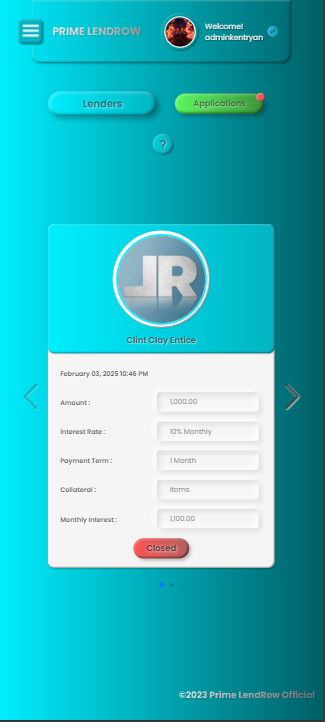 PRIME LENDROW
Welcome!
adminkentryan
Lenders
Applications
?
JR
Clint Clay Entice
February 03, 2025 10:46 PM
Amount : 1,000.00
Interest Rate : 10% Monthly
Payment Term : 1 Month
Collateral : Items
Monthly Interest : 1,100.00
Closed
©2023 Prime LendRow Official